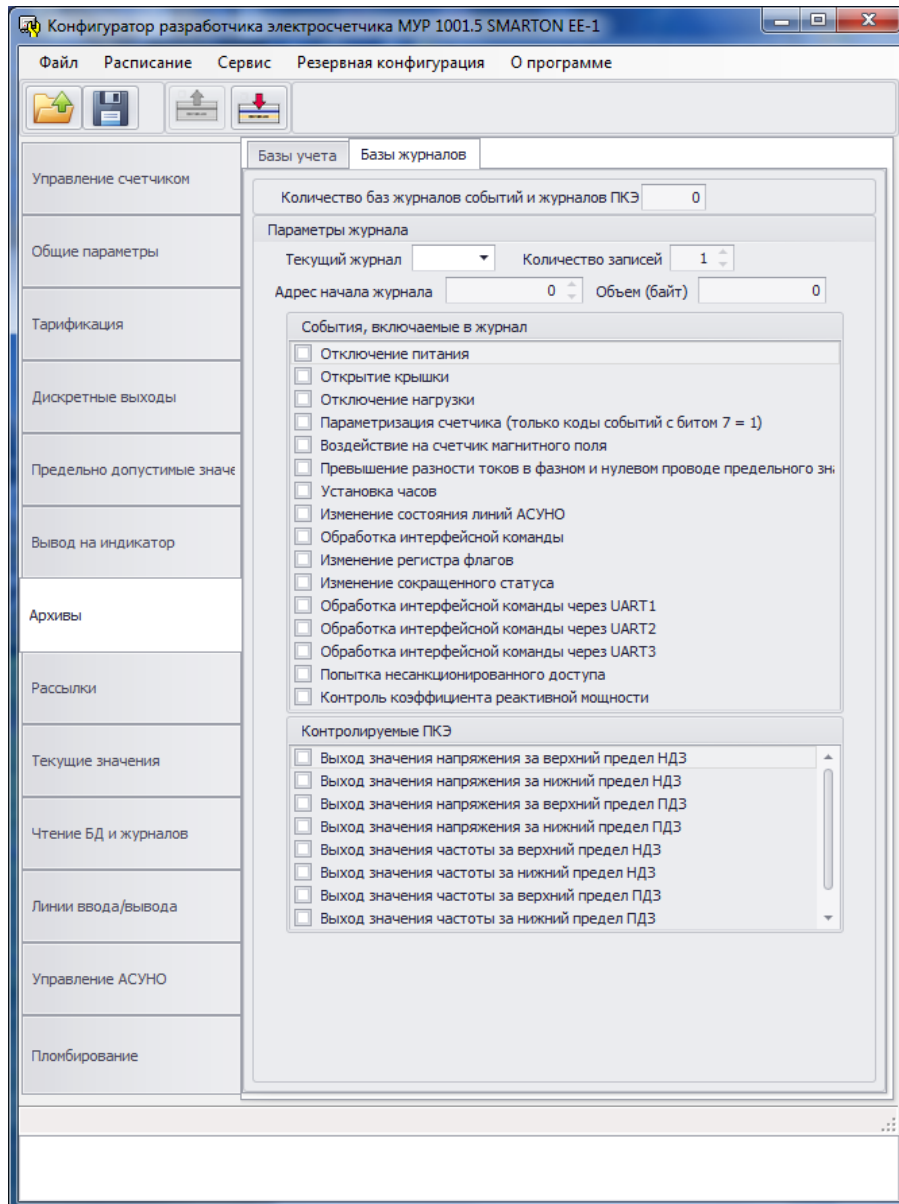 Конфигуратор разработчика электросчетчика МУР 1001.5 SMARTON EE-1
Файл Расписание Сервис Резервная конфигурация О программе
Базы учета Базы журналов
Управление счетчиком
Общие параметры
Тарификация
Дискретные выходы
Предельно допустимые значе
Вывод на индикатор
Архивы
Рассылки
Текущие значения
Чтение БД и журналов
Линии ввода/вывода
Управление АСУНО
Пломбирование
Количество баз журналов событий и журналов ПКЭ 0
Параметры журнала
Текущий журнал Количество записей 1
Адрес начала журнала 0 Объем (байт) 0
События, включаемые в журнал
Отключение питания
Открытие крышки
Отключение нагрузки
Параметризация счетчика (только коды событий с битом 7 = 1)
Воздействие на счетчик магнитного поля
Превышение разности токов в фазном и нулевом проводе предельного зна
Установка часов
Изменение состояния линий АСУНО
Обработка интерфейсной команды
Изменение регистра флагов
Изменение сокращенного статуса
Обработка интерфейсной команды через UART1
Обработка интерфейсной команды через UART2
Обработка интерфейсной команды через UART3
Попытка несанкционированного доступа
Контроль коэффициента реактивной мощности
Контролируемые ПКЭ
Выход значения напряжения за верхний предел НДЗ
Выход значения напряжения за нижний предел НДЗ
Выход значения напряжения за верхний предел ПДЗ
Выход значения напряжения за нижний предел ПДЗ
Выход значения частоты за верхний предел НДЗ
Выход значения частоты за нижний предел НДЗ
Выход значения частоты за верхний предел ПДЗ
Выход значения частоты за нижний предел ПДЗ